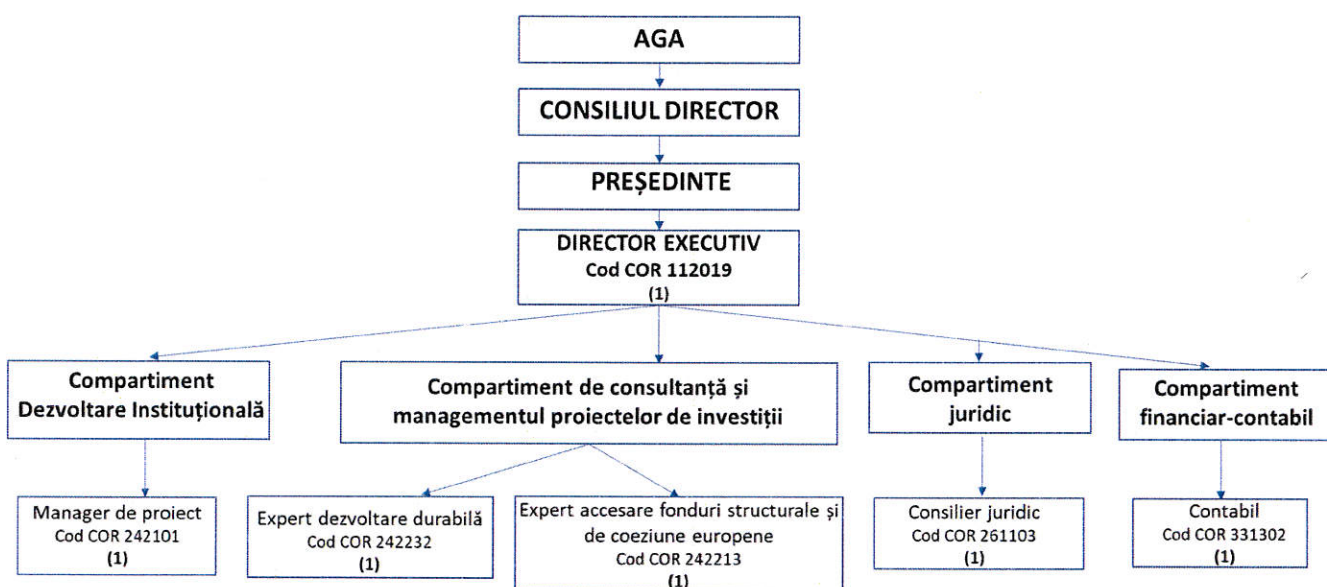 AGA
CONSILIUL DIRECTOR
PREȘEDINTE
DIRECTOR EXECUTIV
Cod COR 112019
(1)
Compartiment
Dezvoltare Instituțională
Compartiment de consultanță și
managementul proiectelor de investiții
Compartiment
juridic
Compartiment
financiar-contabil
Manager de proiect
Cod COR 242101
(1)
Expert dezvoltare durabilă
Cod COR 242232
(1)
Expert accesare fonduri structurale și
de coeziune europene
Cod COR 242213
(1)
Consilier juridic
Cod COR 261103
(1)
Contabil
Cod COR 331302
(1)